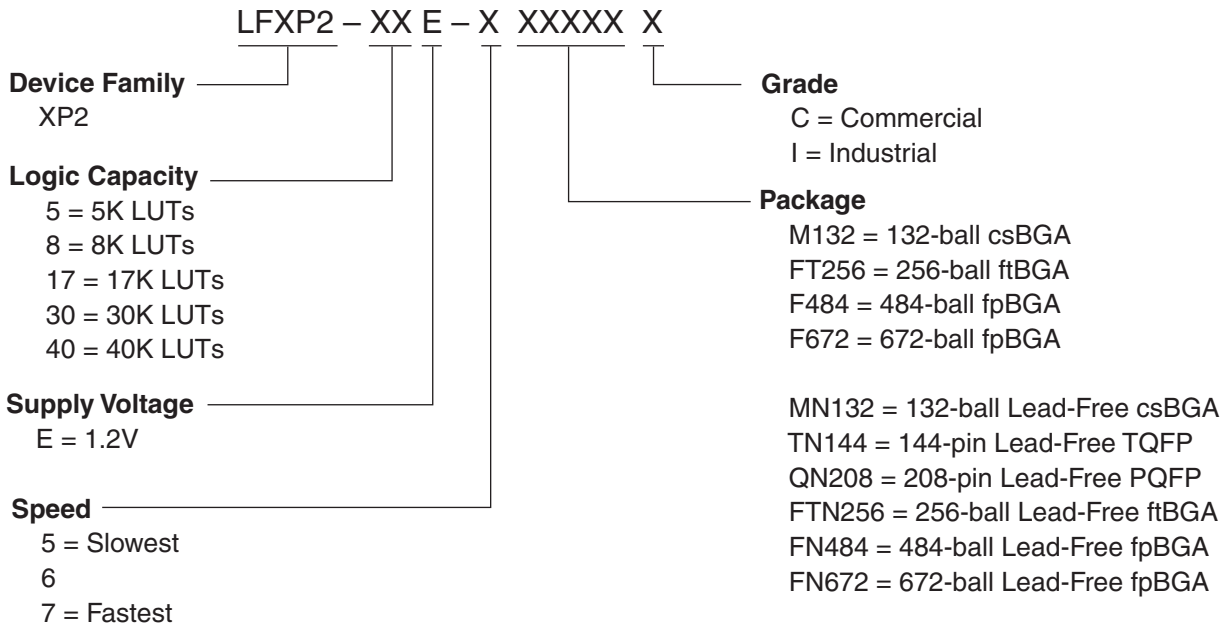 LFXP2 – XX E – X XXXXX X
Device Family
XP2
Logic Capacity
5 = 5K LUTs
8 = 8K LUTs
17 = 17K LUTs
30 = 30K LUTs
40 = 40K LUTs
Supply Voltage
E = 1.2V
Speed
5 = Slowest
6
7 = Fastest
Grade
C = Commercial
I = Industrial
Package
M132 = 132-ball csBGA
FT256 = 256-ball ftBGA
F484 = 484-ball fpBGA
F672 = 672-ball fpBGA
MN132 = 132-ball Lead-Free csBGA
TN144 = 144-pin Lead-Free TQFP
QN208 = 208-pin Lead-Free PQFP
FTN256 = 256-ball Lead-Free ftBGA
FN484 = 484-ball Lead-Free fpBGA
FN672 = 672-ball Lead-Free fpBGA